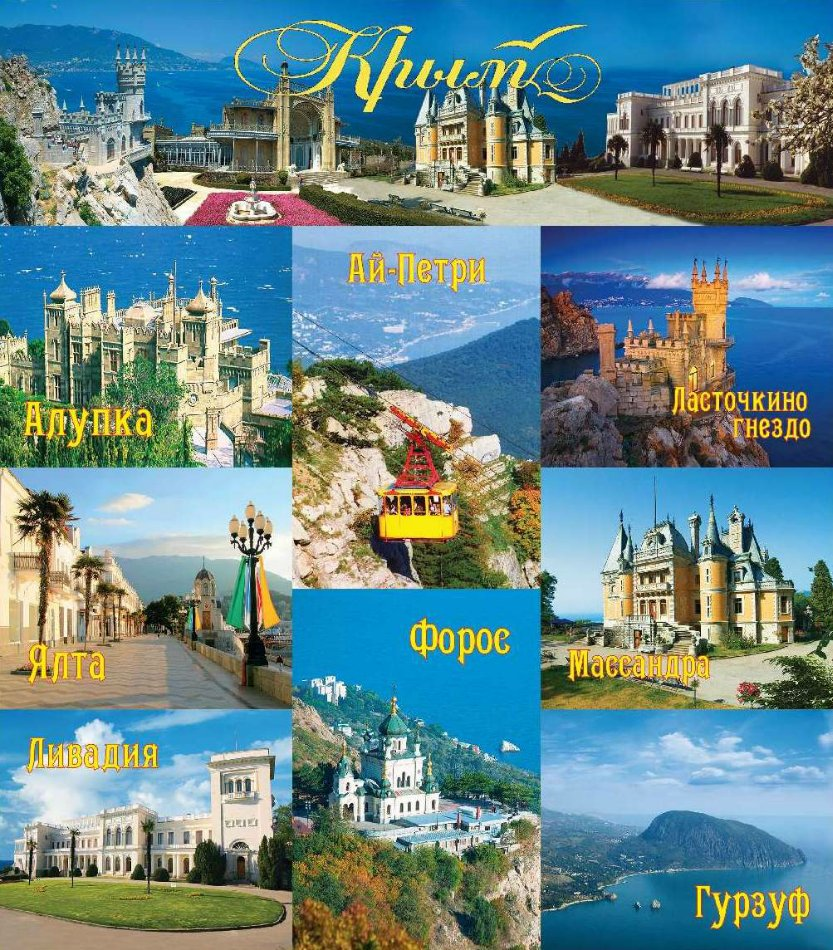 Крым
Ай-Петри
Алупка
Ласточкино
гнездо
Ялта
Форос
Массандра
Ливадия
Гурзуф